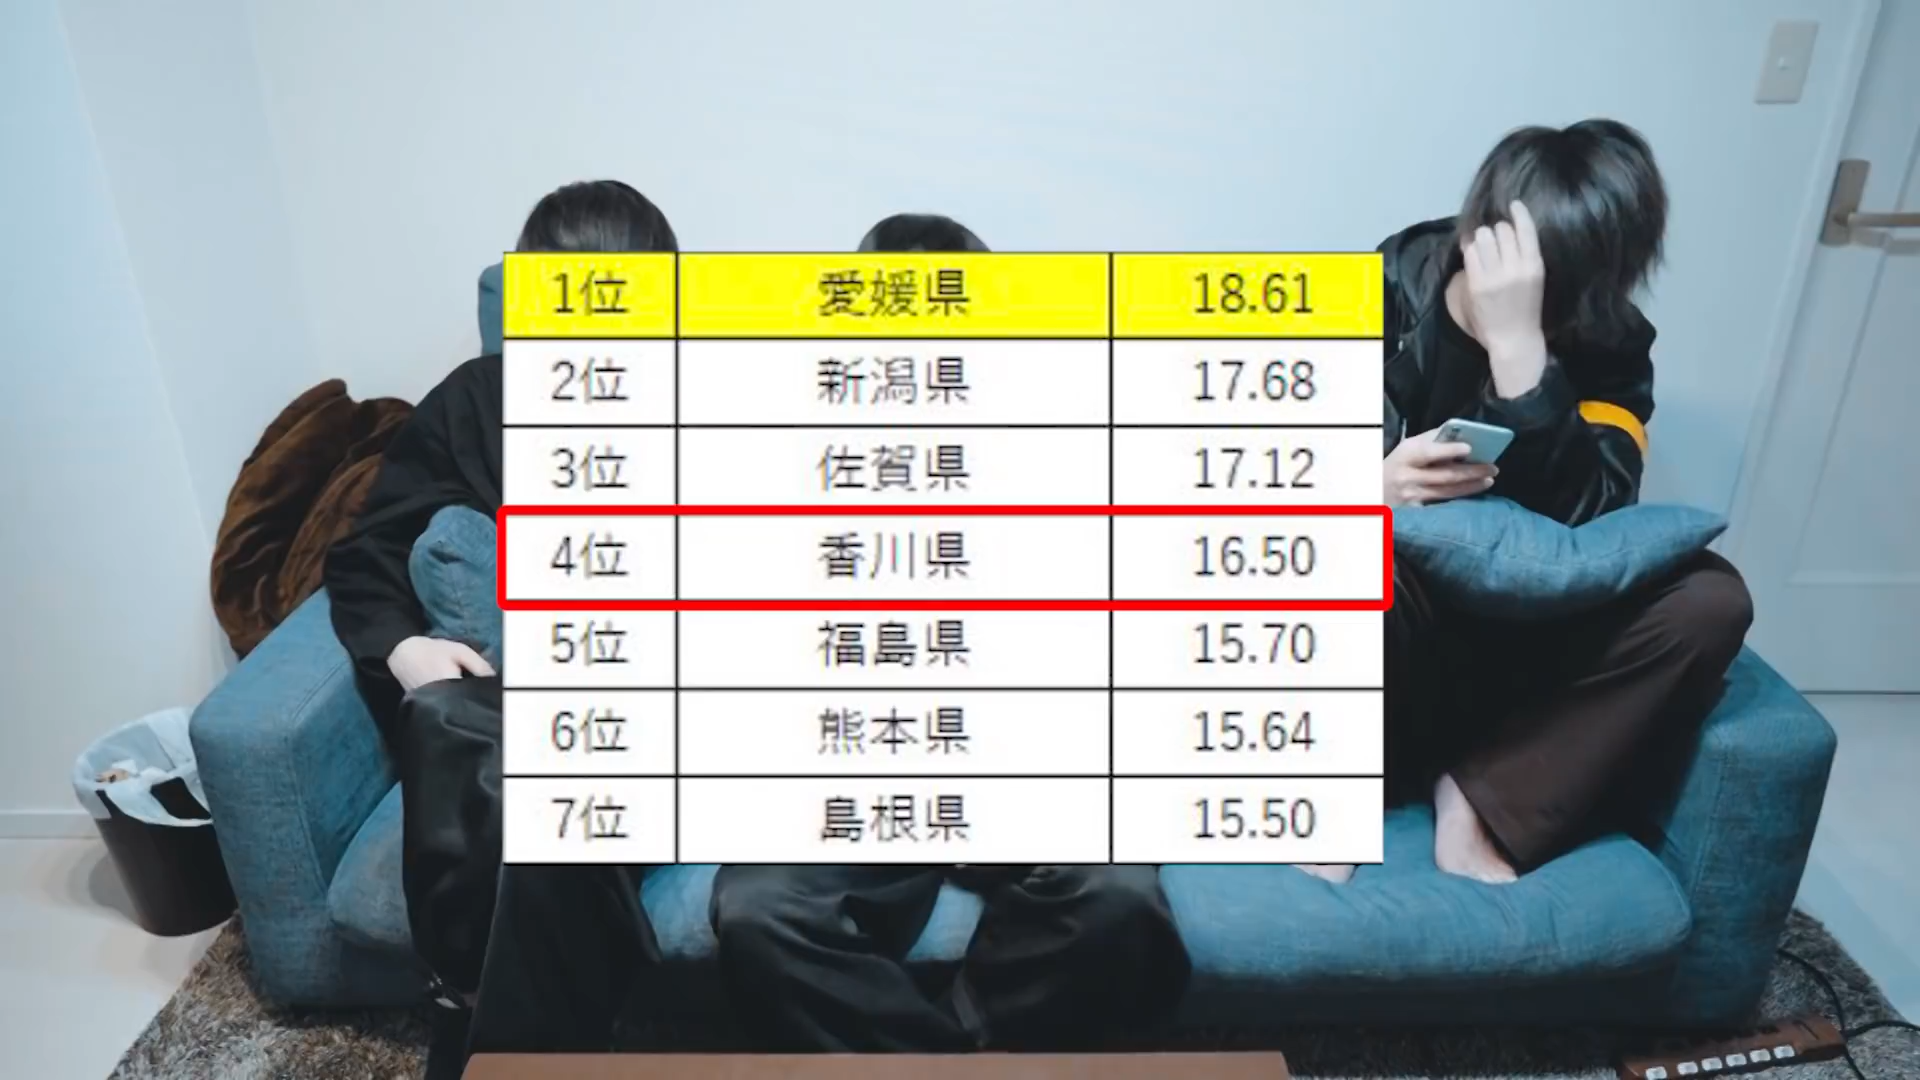 1位 愛媛県 18.61
2位 新潟県 17.68
3位 佐賀県 17.12
4位 香川県 16.50
5位 福島県 15.70
6位 熊本県 15.64
7位 島根県 15.50